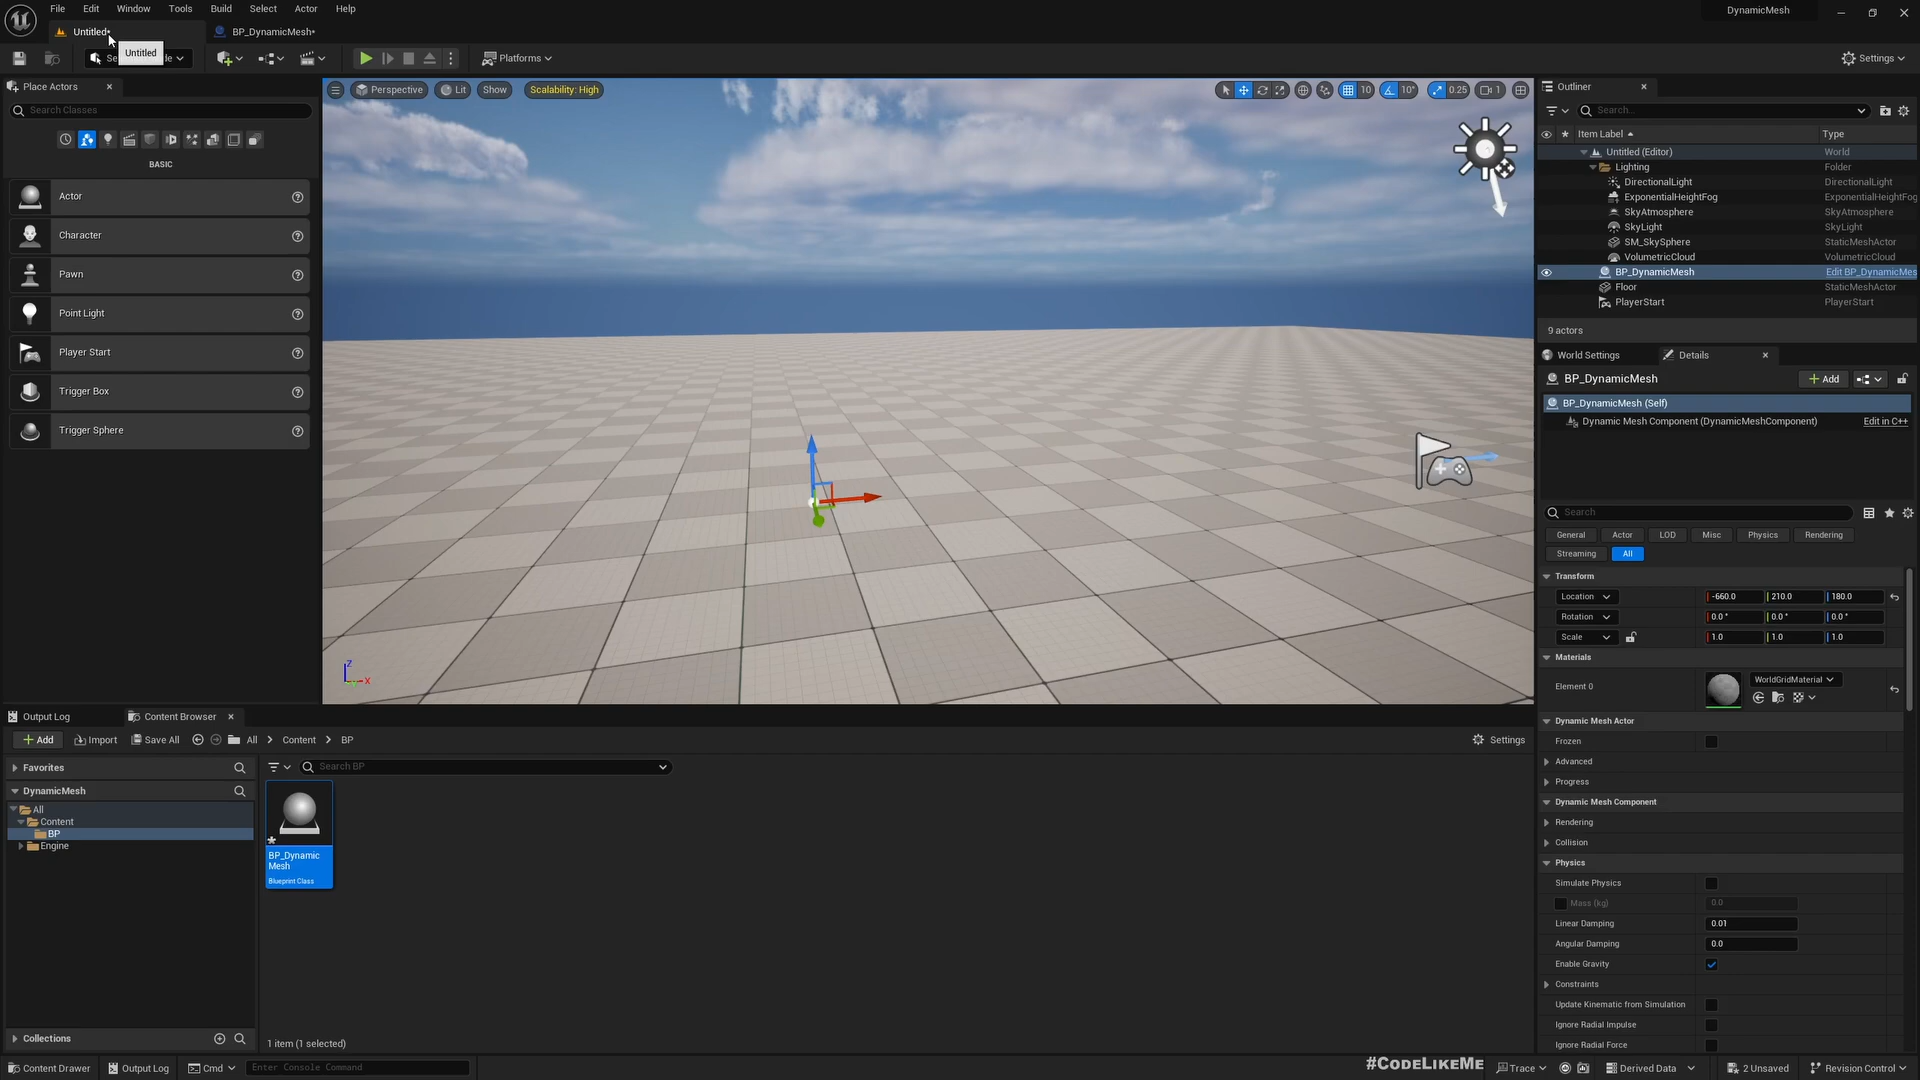 File Edit Window Tools Build Select Actor Help
DynamicMesh
Untitled•
BP_DynamicMesh•
Untitled
Platforms
Settings
Place Actors
Search Classes
BASIC
Actor
Character
Pawn
Point Light
Player Start
Trigger Box
Trigger Sphere
Perspective Lit Show Scalability: High
10 10° 0.25 1
Z
X
Outliner
Search...
Item Label Type
Untitled (Editor) World
Lighting Folder
DirectionalLight DirectionalLight
ExponentialHeightFog ExponentialHeightFog
SkyAtmosphere SkyAtmosphere
SkyLight SkyLight
SM_SkySphere StaticMeshActor
VolumetricCloud VolumetricCloud
BP_DynamicMesh Edit BP_DynamicMes
Floor StaticMeshActor
PlayerStart PlayerStart
9 actors
World Settings Details
BP_DynamicMesh Add
BP_DynamicMesh (Self)
Dynamic Mesh Component (DynamicMeshComponent) Edit in C++
Search
General Actor LOD Misc Physics Rendering
Streaming All
Transform
Location -660.0 210.0 180.0
Rotation 0.0° 0.0° 0.0°
Scale 1.0 1.0 1.0
Materials
Element 0 WorldGridMaterial
Dynamic Mesh Actor
Frozen
Advanced
Progress
Dynamic Mesh Component
Rendering
Collision
Physics
Simulate Physics
Mass (kg) 0.0
Linear Damping 0.01
Angular Damping 0.0
Enable Gravity
Constraints
Update Kinematic from Simulation
Ignore Radial Impulse
Ignore Radial Force
Output Log Content Browser
Add Import Save All All Content BP Settings
Favorites
DynamicMesh
All
Content
BP
Engine
Collections
Search BP
BP_Dynamic
Mesh
Blueprint Class
1 item (1 selected)
#CodeLikeMe
Content Drawer Output Log Cmd Enter Console Command Trace Derived Data 2 Unsaved Revision Control